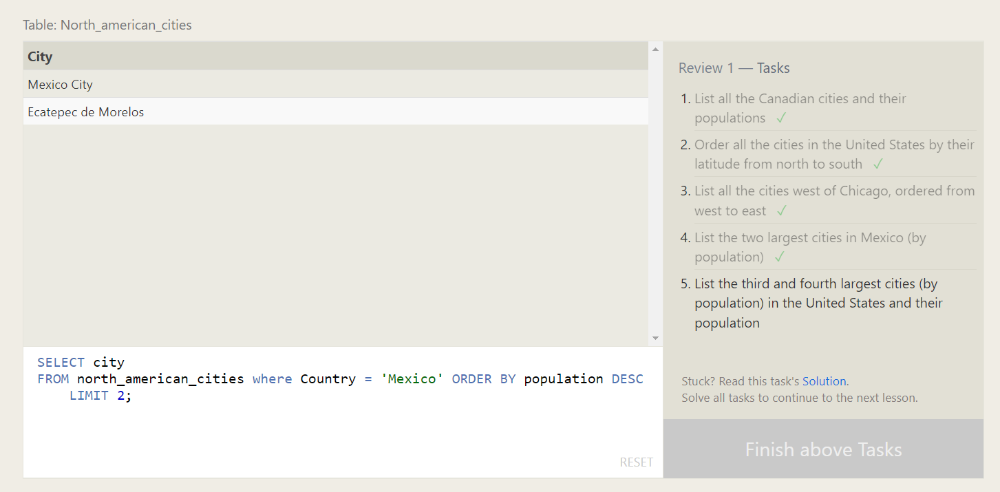 Table: North_american_cities
City
Mexico City
Ecatepec de Morelos
SELECT city
FROM north_american_cities where Country = 'Mexico' ORDER BY population DESC
LIMIT 2;
RESET
Review 1 — Tasks
1. List all the Canadian cities and their
populations ✓
2. Order all the cities in the United States by their
latitude from north to south ✓
3. List all the cities west of Chicago, ordered from
west to east ✓
4. List the two largest cities in Mexico (by
population) ✓
5. List the third and fourth largest cities (by
population) in the United States and their
population
Stuck? Read this task's Solution.
Solve all tasks to continue to the next lesson.
Finish above Tasks